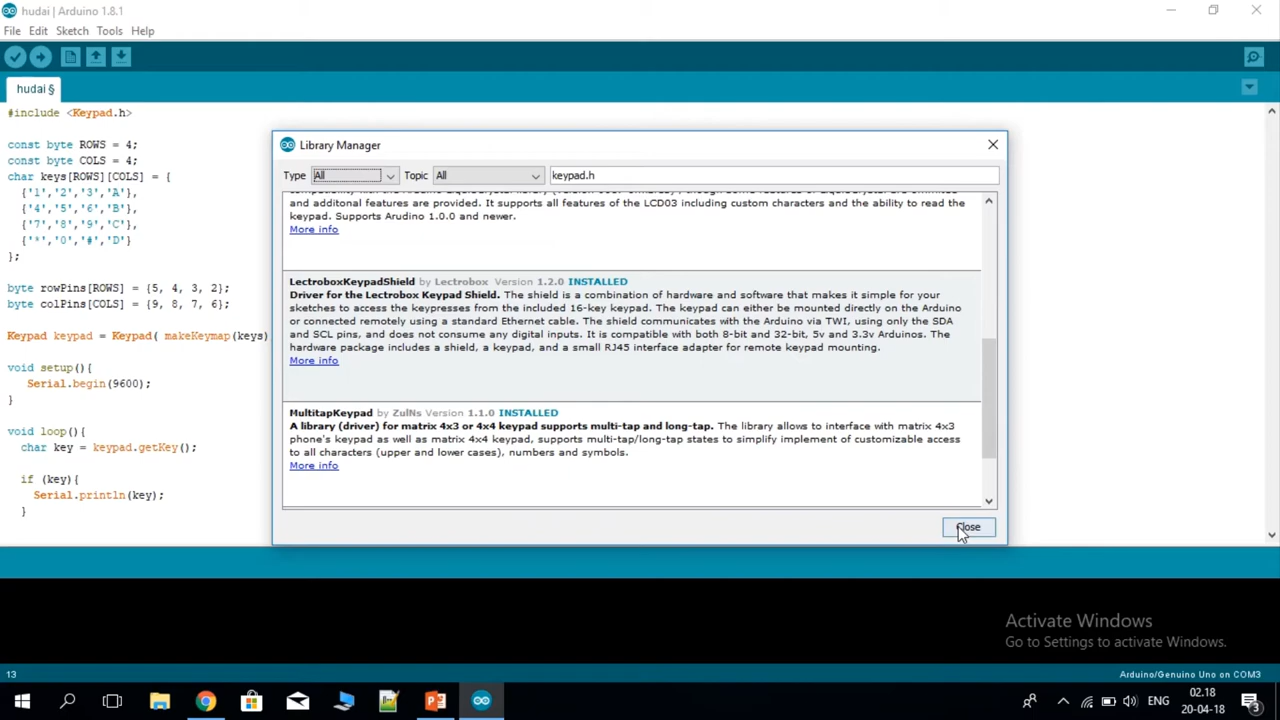 hudai | Arduino 1.8.1
File Edit Sketch Tools Help
hudai §
#include <Keypad.h>
const byte ROWS = 4;
const byte COLS = 4;
char keys[ROWS][COLS] = {
{'1','2','3','A'},
{'4','5','6','B'},
{'7','8','9','C'},
{'*','0','#','D'}
};
byte rowPins[ROWS] = {5, 4, 3, 2};
byte colPins[COLS] = {9, 8, 7, 6};
Keypad keypad = Keypad( makeKeymap(keys)
void setup(){
Serial.begin(9600);
}
void loop(){
char key = keypad.getKey();
if (key){
Serial.println(key);
}
Library Manager
Type All Topic All keypad.h
and additonal features are provided. It supports all features of the LCD03 including custom characters and the ability to read the
keypad. Supports Arudino 1.0.0 and newer.
More info
LectroboxKeypadShield by Lectrobox Version 1.2.0 INSTALLED
Driver for the Lectrobox Keypad Shield. The shield is a combination of hardware and software that makes it simple for your
sketches to access the keypresses from the included 16-key keypad. The keypad can either be mounted directly on the Arduino
or connected remotely using a standard Ethernet cable. The shield communicates with the Arduino via TWI, using only the SDA
and SCL pins, and does not consume any digital inputs. It is compatible with both 8-bit and 32-bit, 5v and 3.3v Arduinos. The
hardware package includes a shield, a keypad, and a small RJ45 interface adapter for remote keypad mounting.
More info
MultitapKeypad by ZulNs Version 1.1.0 INSTALLED
A library (driver) for matrix 4x3 or 4x4 keypad supports multi-tap and long-tap. The library allows to interface with matrix 4x3
phone's keypad as well as matrix 4x4 keypad, supports multi-tap/long-tap states to simplify implement of customizable access
to all characters (upper and lower cases), numbers and symbols.
More info
Close
Activate Windows
Go to Settings to activate Windows.
13
Arduino/Genuino Uno on COM3
ENG
02.18
20-04-18
3